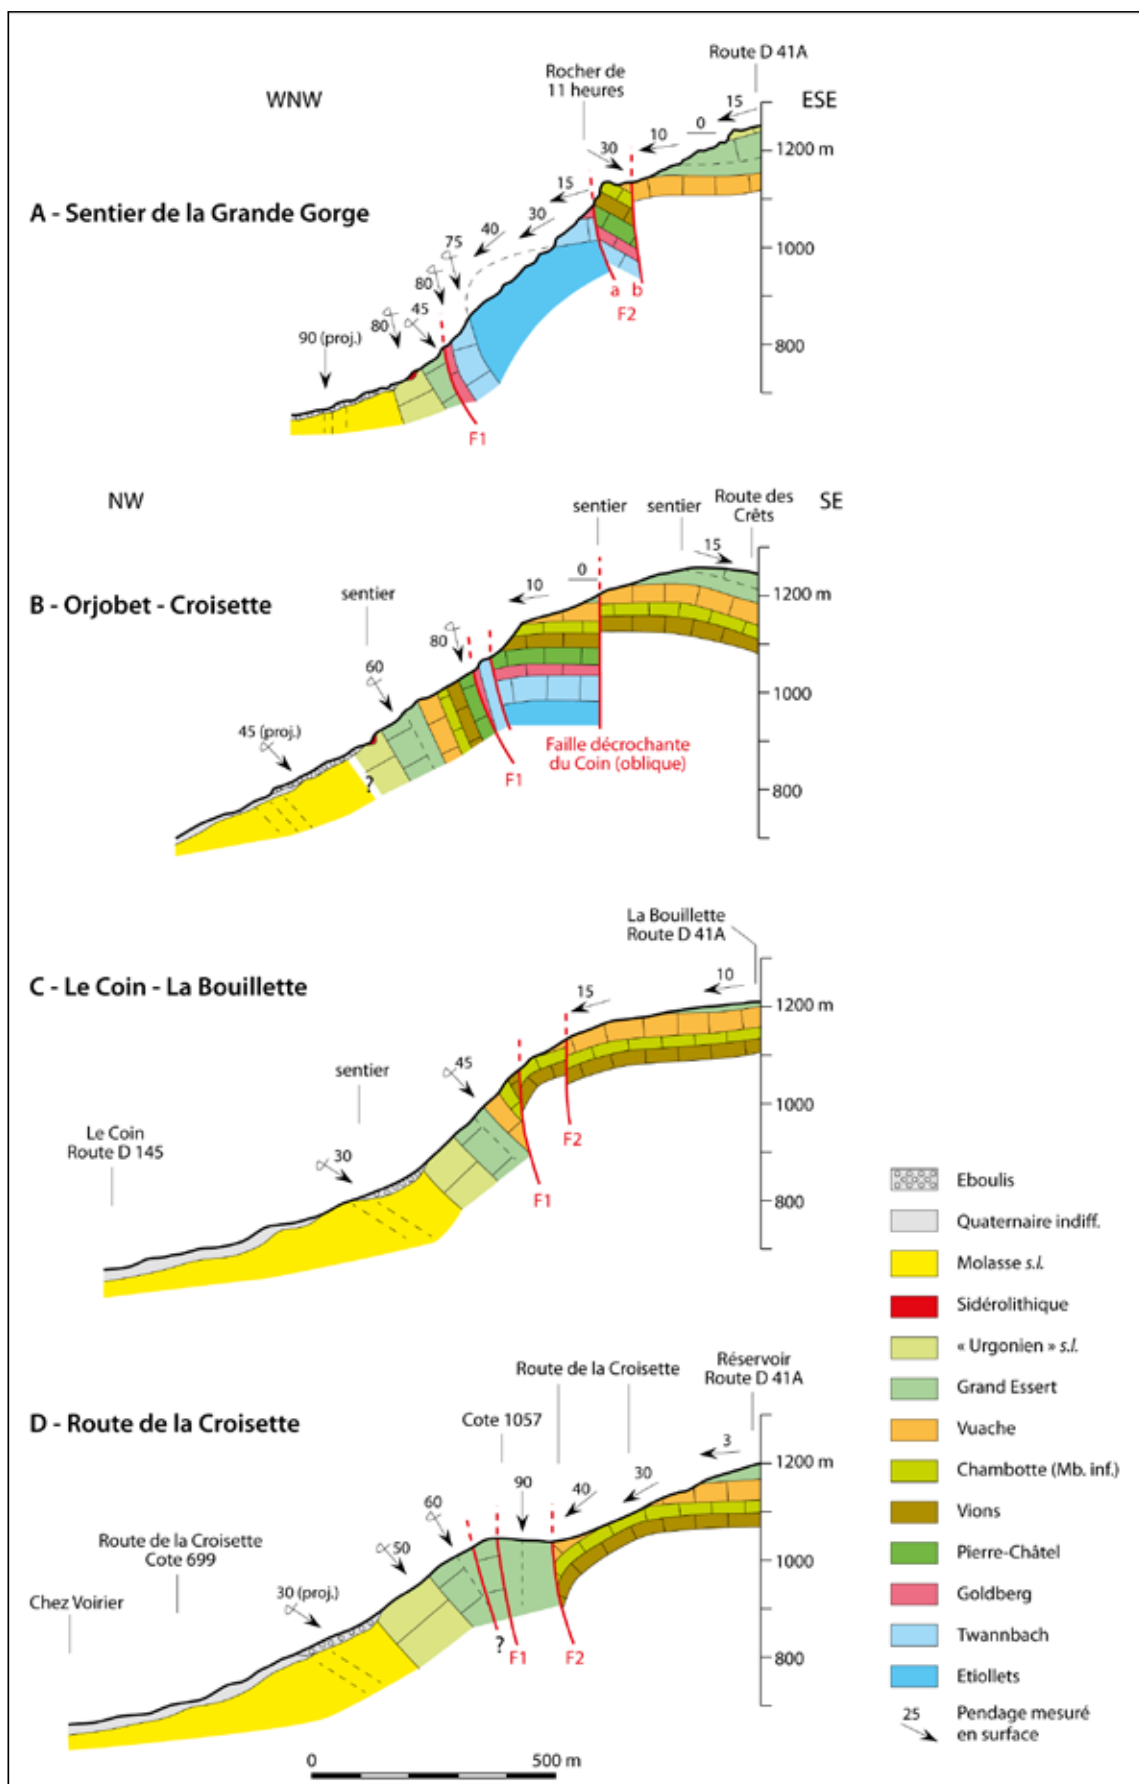 Route D 41A
Rocher de
11 heures
WNW
ESE
15
0
10
30
1200 m
15
A - Sentier de la Grande Gorge
30
40
75
1000
80
45
a
b
F2
80
90 (proj.)
800
F1
NW
SE
sentier
sentier
Route des
Crêts
15
0
10
1200 m
B - Orjobet - Croisette
sentier
80
60
1000
45 (proj.)
Faille décrochante
du Coin (oblique)
F1
?
800
La Bouillette
Route D 41A
C - Le Coin - La Bouillette
10
15
1200 m
sentier
45
1000
Le Coin
Route D 145
F2
30
F1
800
Eboulis
Quaternaire indiff.
Molasse s.l.
Sidérolithique
« Urgonien » s.l.
Grand Essert
Vuache
Chambotte (Mb. inf.)
Vions
Pierre-Châtel
Goldberg
Twannbach
Etiollets
25
Pendage mesuré
en surface
Route de la Croisette
Réservoir
Route D 41A
D - Route de la Croisette
Cote 1057
3
1200 m
30
40
90
60
Route de la Croisette
Cote 699
50
1000
Chez Voirier
30 (proj.)
?
F1
F2
800
0
500 m